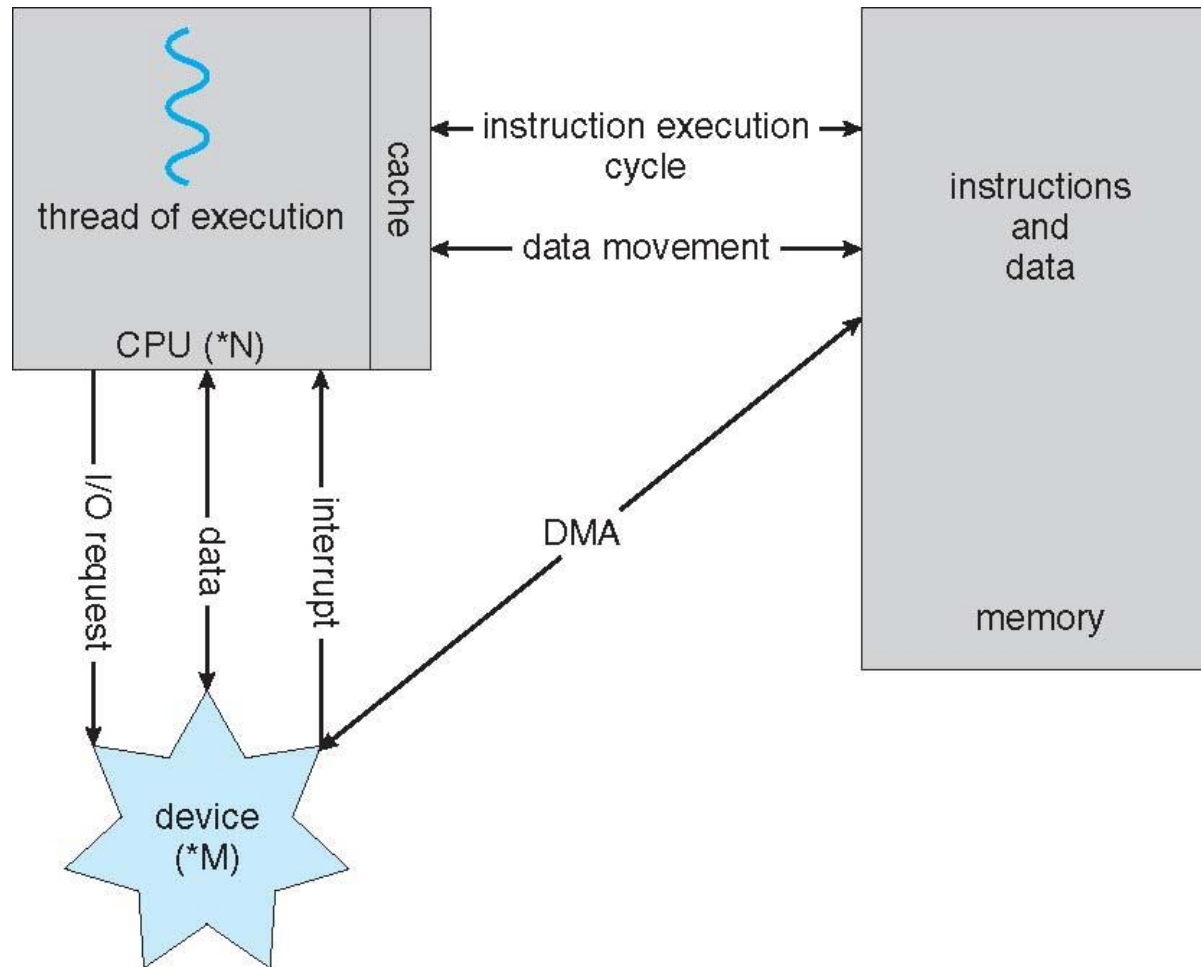 thread of execution
CPU (*N)
cache
instruction execution
cycle
data movement
instructions
and
data
memory
I/O request
data
interrupt
DMA
device
(*M)